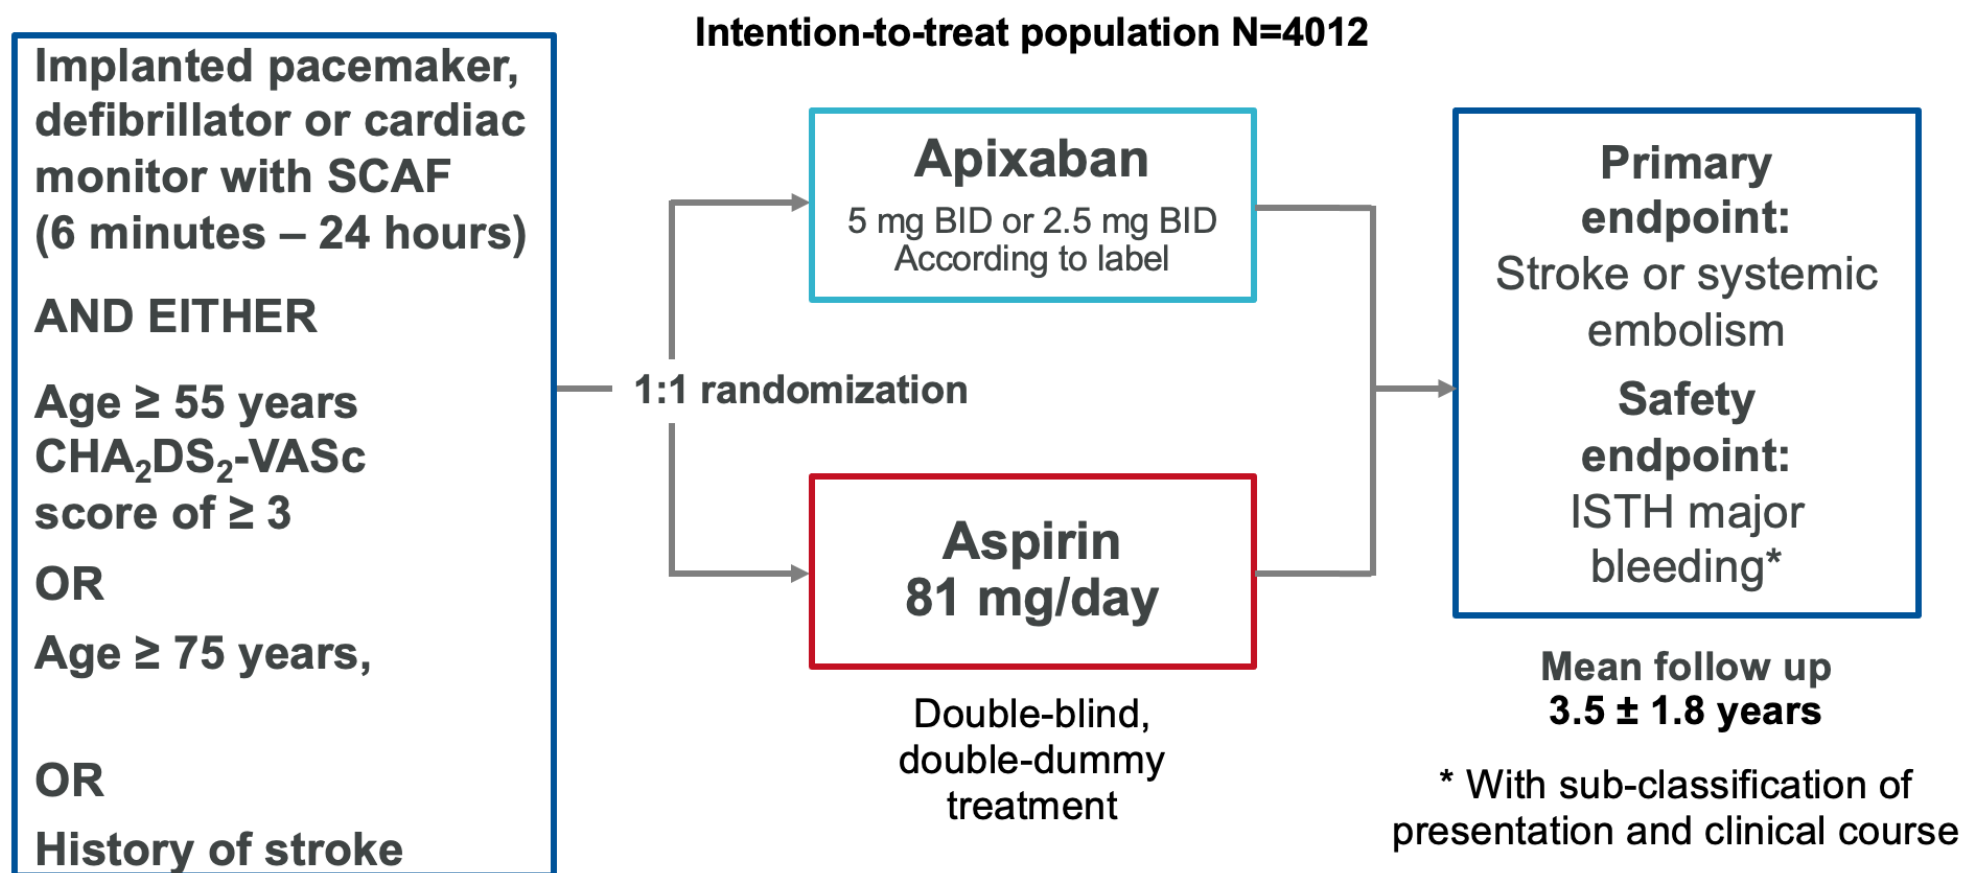 Intention-to-treat population N=4012
Implanted pacemaker,
defibrillator or cardiac
monitor with SCAF
(6 minutes – 24 hours)
AND EITHER
Age ≥ 55 years
CHA₂DS₂-VASc
score of ≥ 3
OR
Age ≥ 75 years,
OR
History of stroke
1:1 randomization
Apixaban
5 mg BID or 2.5 mg BID
According to label
Aspirin
81 mg/day
Double-blind,
double-dummy
treatment
Primary
endpoint:
Stroke or systemic
embolism
Safety
endpoint:
ISTH major
bleeding*
Mean follow up
3.5 ± 1.8 years
* With sub-classification of
presentation and clinical course